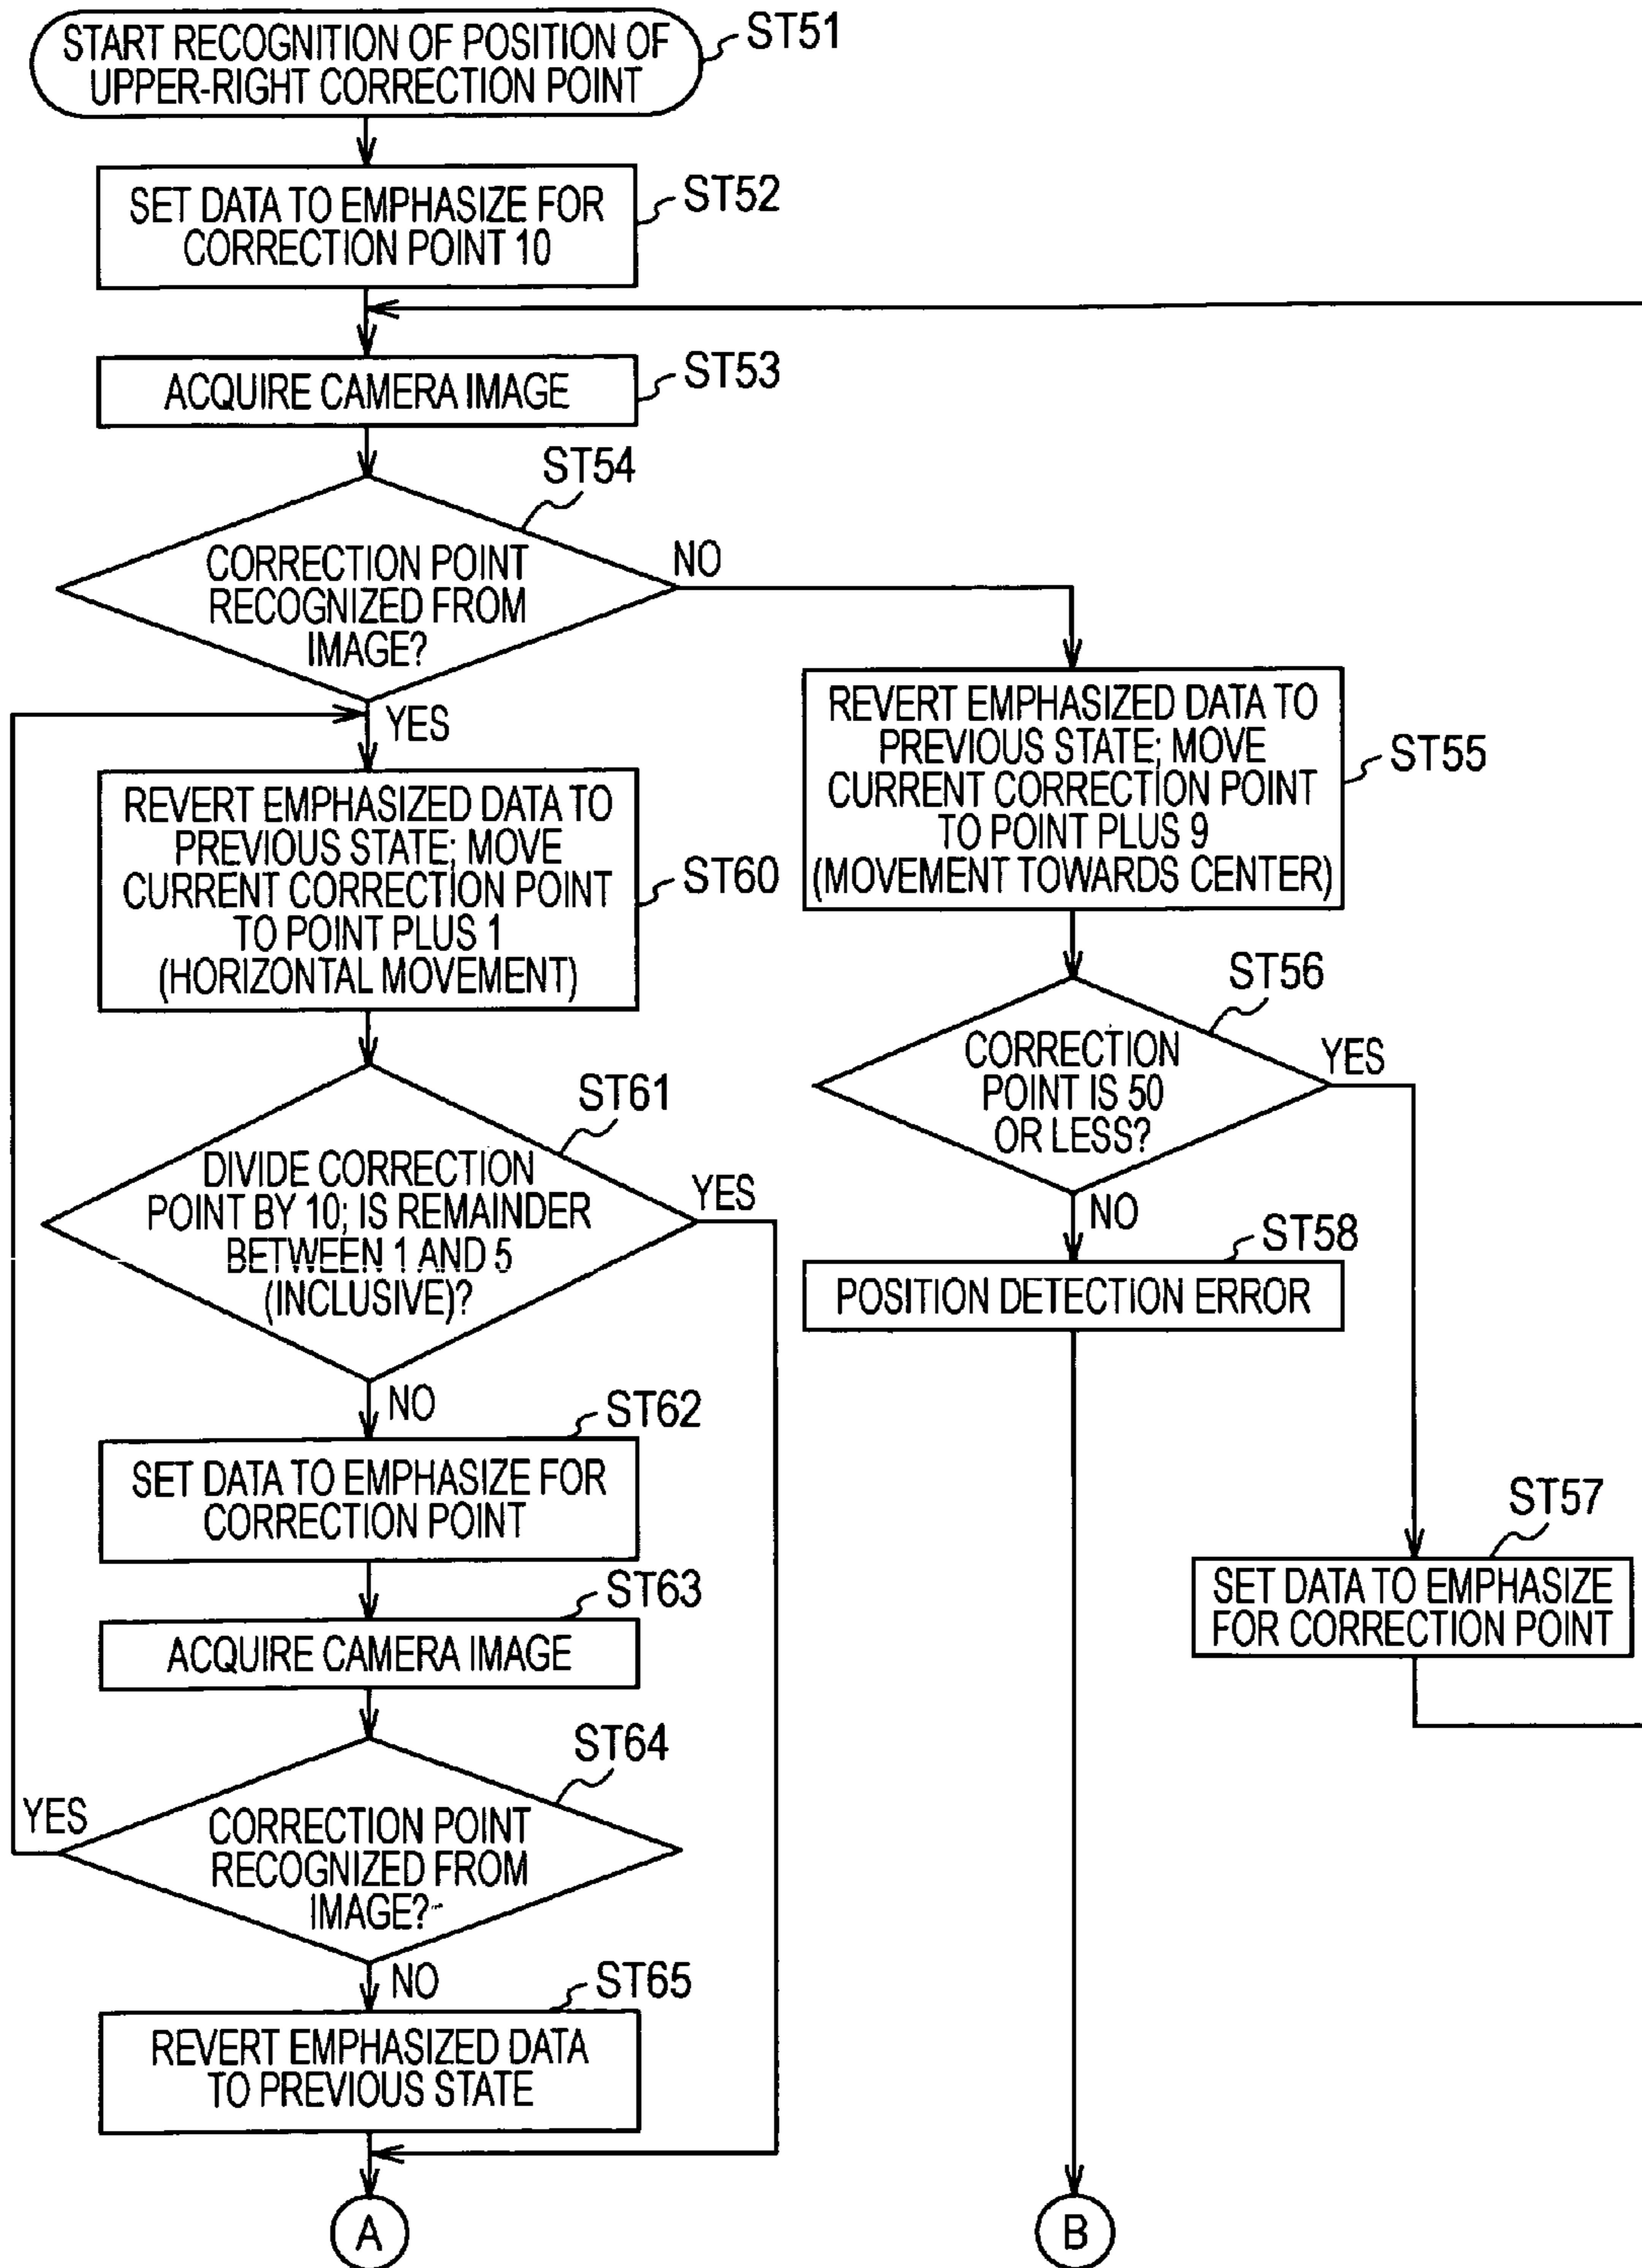 START RECOGNITION OF POSITION OF
UPPER-RIGHT CORRECTION POINT
ST51
SET DATA TO EMPHASIZE FOR
CORRECTION POINT 10
ST52
ACQUIRE CAMERA IMAGE
ST53
ST54
CORRECTION POINT
RECOGNIZED FROM
IMAGE?
NO
YES
REVERT EMPHASIZED DATA TO
PREVIOUS STATE; MOVE
CURRENT CORRECTION POINT
TO POINT PLUS 9
(MOVEMENT TOWARDS CENTER)
ST55
REVERT EMPHASIZED DATA TO
PREVIOUS STATE; MOVE
CURRENT CORRECTION POINT
TO POINT PLUS 1
(HORIZONTAL MOVEMENT)
ST60
ST56
CORRECTION
POINT IS 50
OR LESS?
YES
NO
ST61
DIVIDE CORRECTION
POINT BY 10; IS REMAINDER
BETWEEN 1 AND 5
(INCLUSIVE)?
YES
NO
ST58
POSITION DETECTION ERROR
ST62
SET DATA TO EMPHASIZE FOR
CORRECTION POINT
ST57
SET DATA TO EMPHASIZE
FOR CORRECTION POINT
ST63
ACQUIRE CAMERA IMAGE
ST64
YES
CORRECTION POINT
RECOGNIZED FROM
IMAGE?
NO
ST65
REVERT EMPHASIZED DATA
TO PREVIOUS STATE
A
B